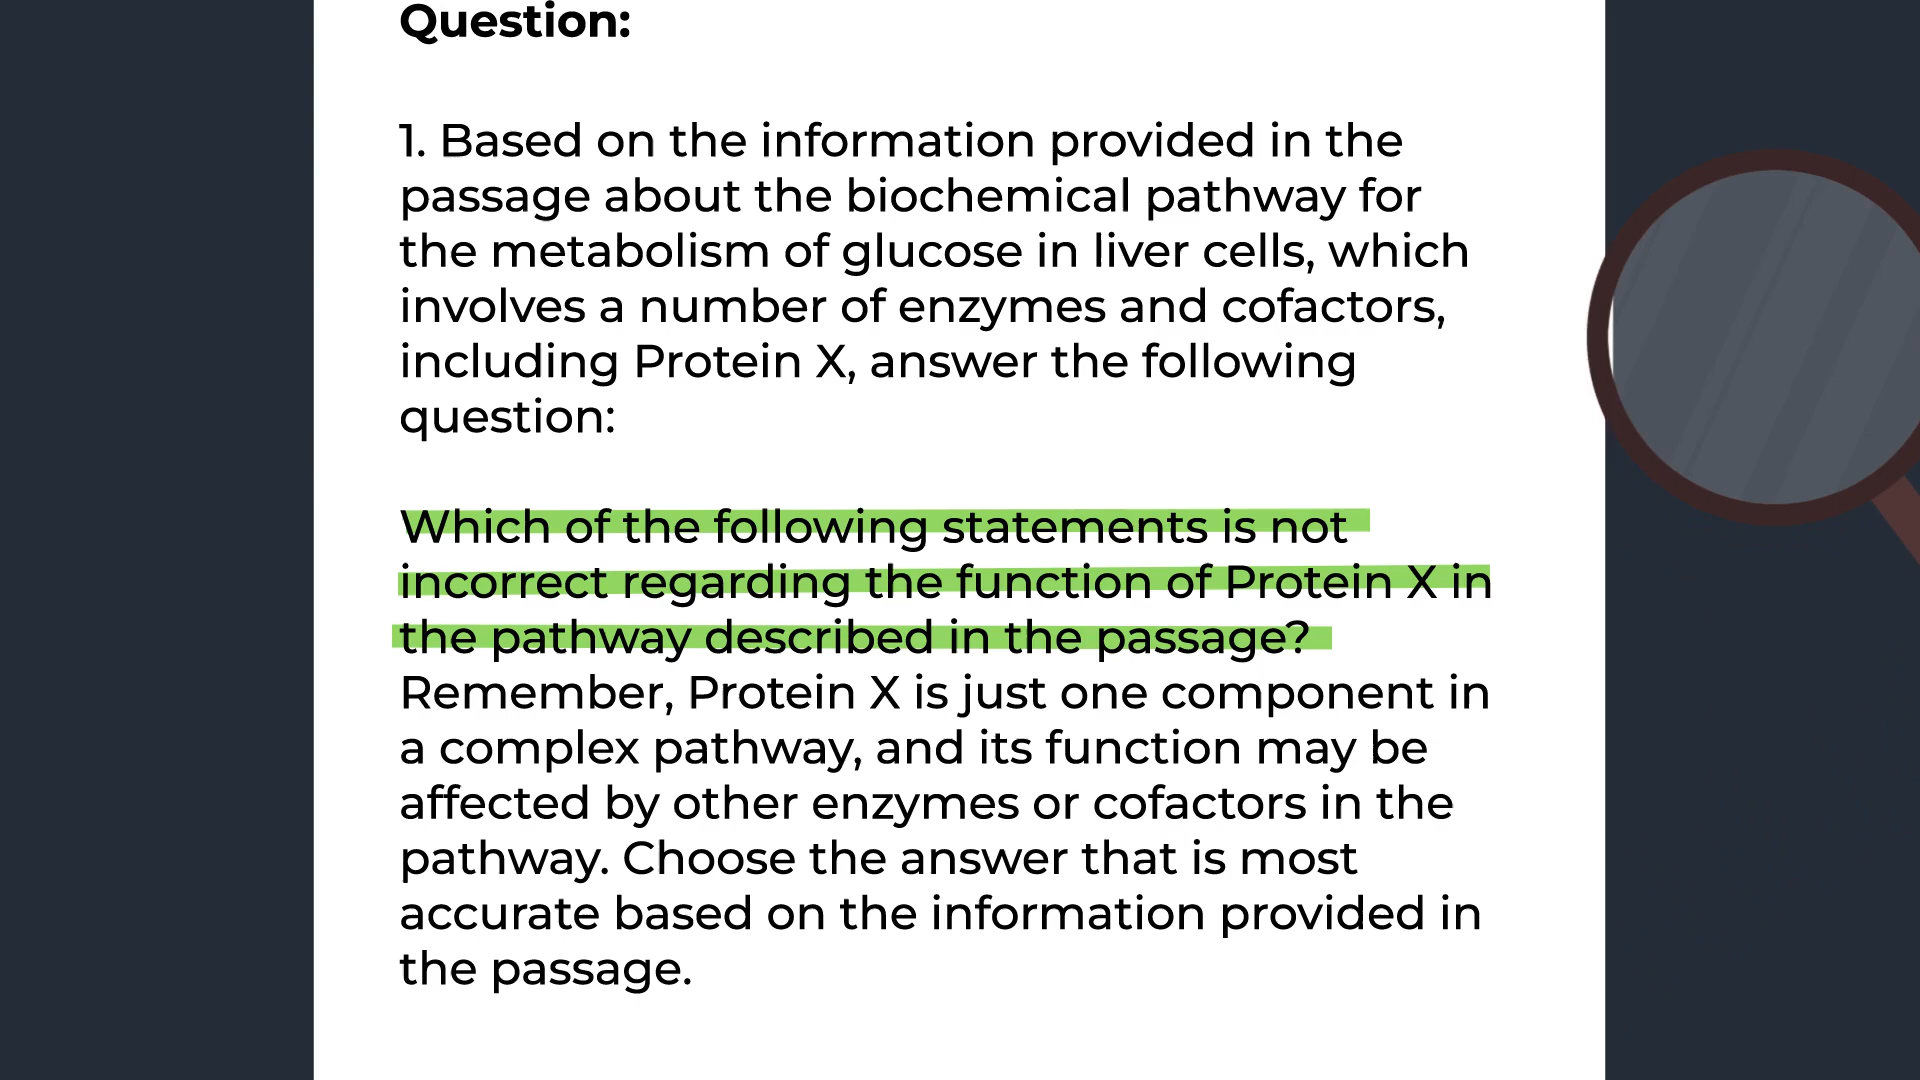 Question:
1. Based on the information provided in the
passage about the biochemical pathway for
the metabolism of glucose in liver cells, which
involves a number of enzymes and cofactors,
including Protein X, answer the following
question:
Which of the following statements is not
incorrect regarding the function of Protein X in
the pathway described in the passage?
Remember, Protein X is just one component in
a complex pathway, and its function may be
affected by other enzymes or cofactors in the
pathway. Choose the answer that is most
accurate based on the information provided in
the passage.